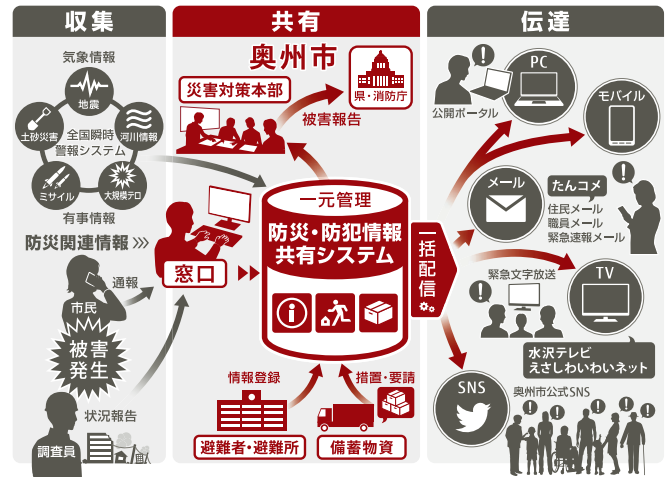 収集
気象情報
地震
土砂災害
全国瞬時
警報システム
河川情報
ミサイル
大規模テロ
有事情報
防災関連情報
通報
市民
被害
発生
状況報告
調査員
共有
奥州市
災害対策本部
県・消防庁
被害報告
窓口
一元管理
防災・防犯情報
共有システム
一括配信
情報登録
措置・要請
避難者・避難所
備蓄物資
伝達
PC
公開ポータル
モバイル
メール
たんコメ
住民メール
職員メール
緊急速報メール
緊急文字放送
TV
水沢テレビ
えさしわいわいネット
SNS
奥州市公式SNS